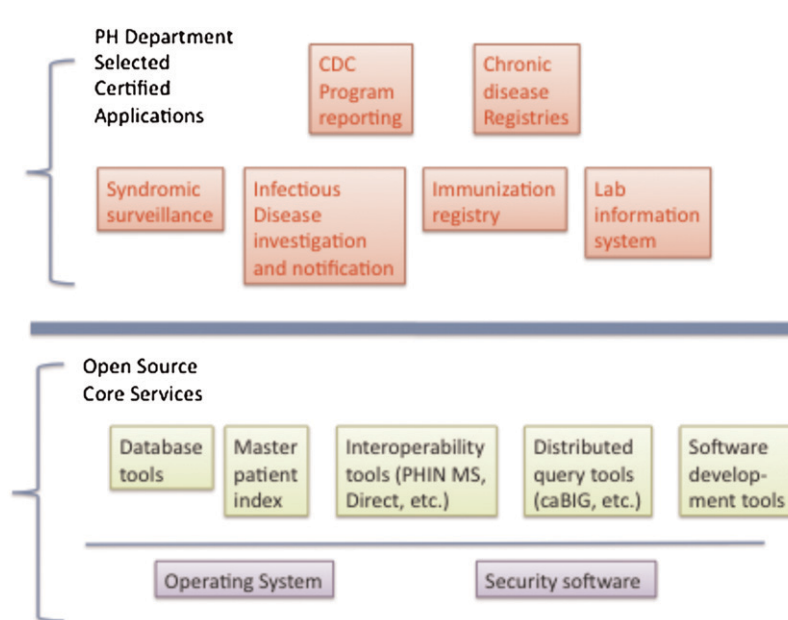 PH Department
Selected
Certified
Applications
CDC
Program
reporting
Chronic
disease
Registries
Syndromic
surveillance
Infectious
Disease
investigation
and notification
Immunization
registry
Lab
information
system
Open Source
Core Services
Database
tools
Master
patient
index
Interoperability
tools (PHIN MS,
Direct, etc.)
Distributed
query tools
(caBIG, etc.)
Software
develop-
ment tools
Operating System
Security software